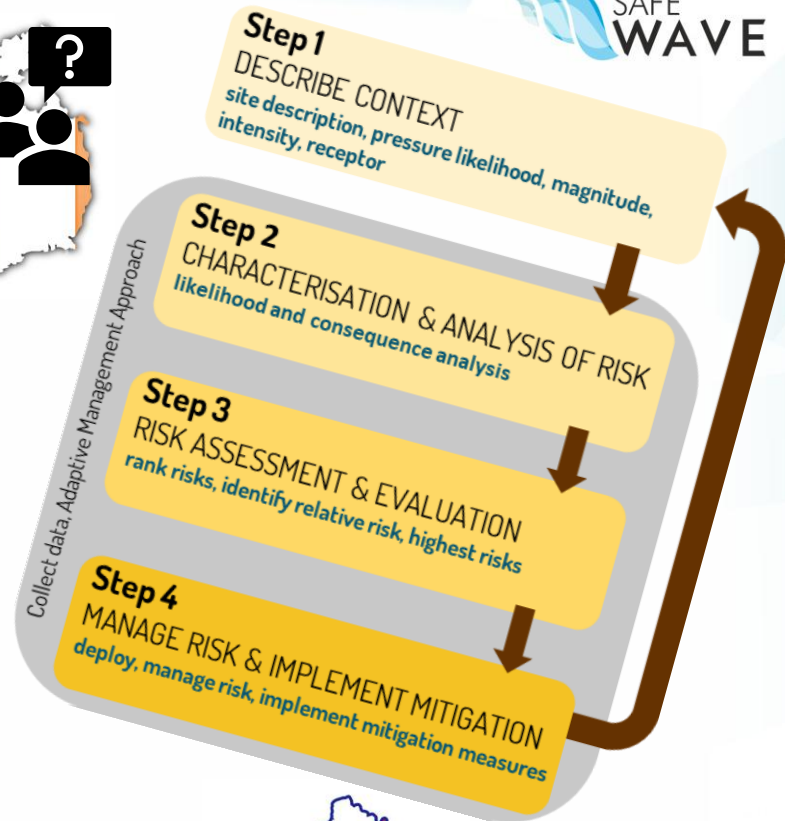 SAFE
WAVE
?
Step 1
DESCRIBE CONTEXT
site description, pressure likelihood, magnitude,
intensity, receptor
Collect data, Adaptive Management Approach
Step 2
CHARACTERISATION & ANALYSIS OF RISK
likelihood and consequence analysis
Step 3
RISK ASSESSMENT & EVALUATION
rank risks, identify relative risk, highest risks
Step 4
MANAGE RISK & IMPLEMENT MITIGATION
deploy, manage risk, implement mitigation measures